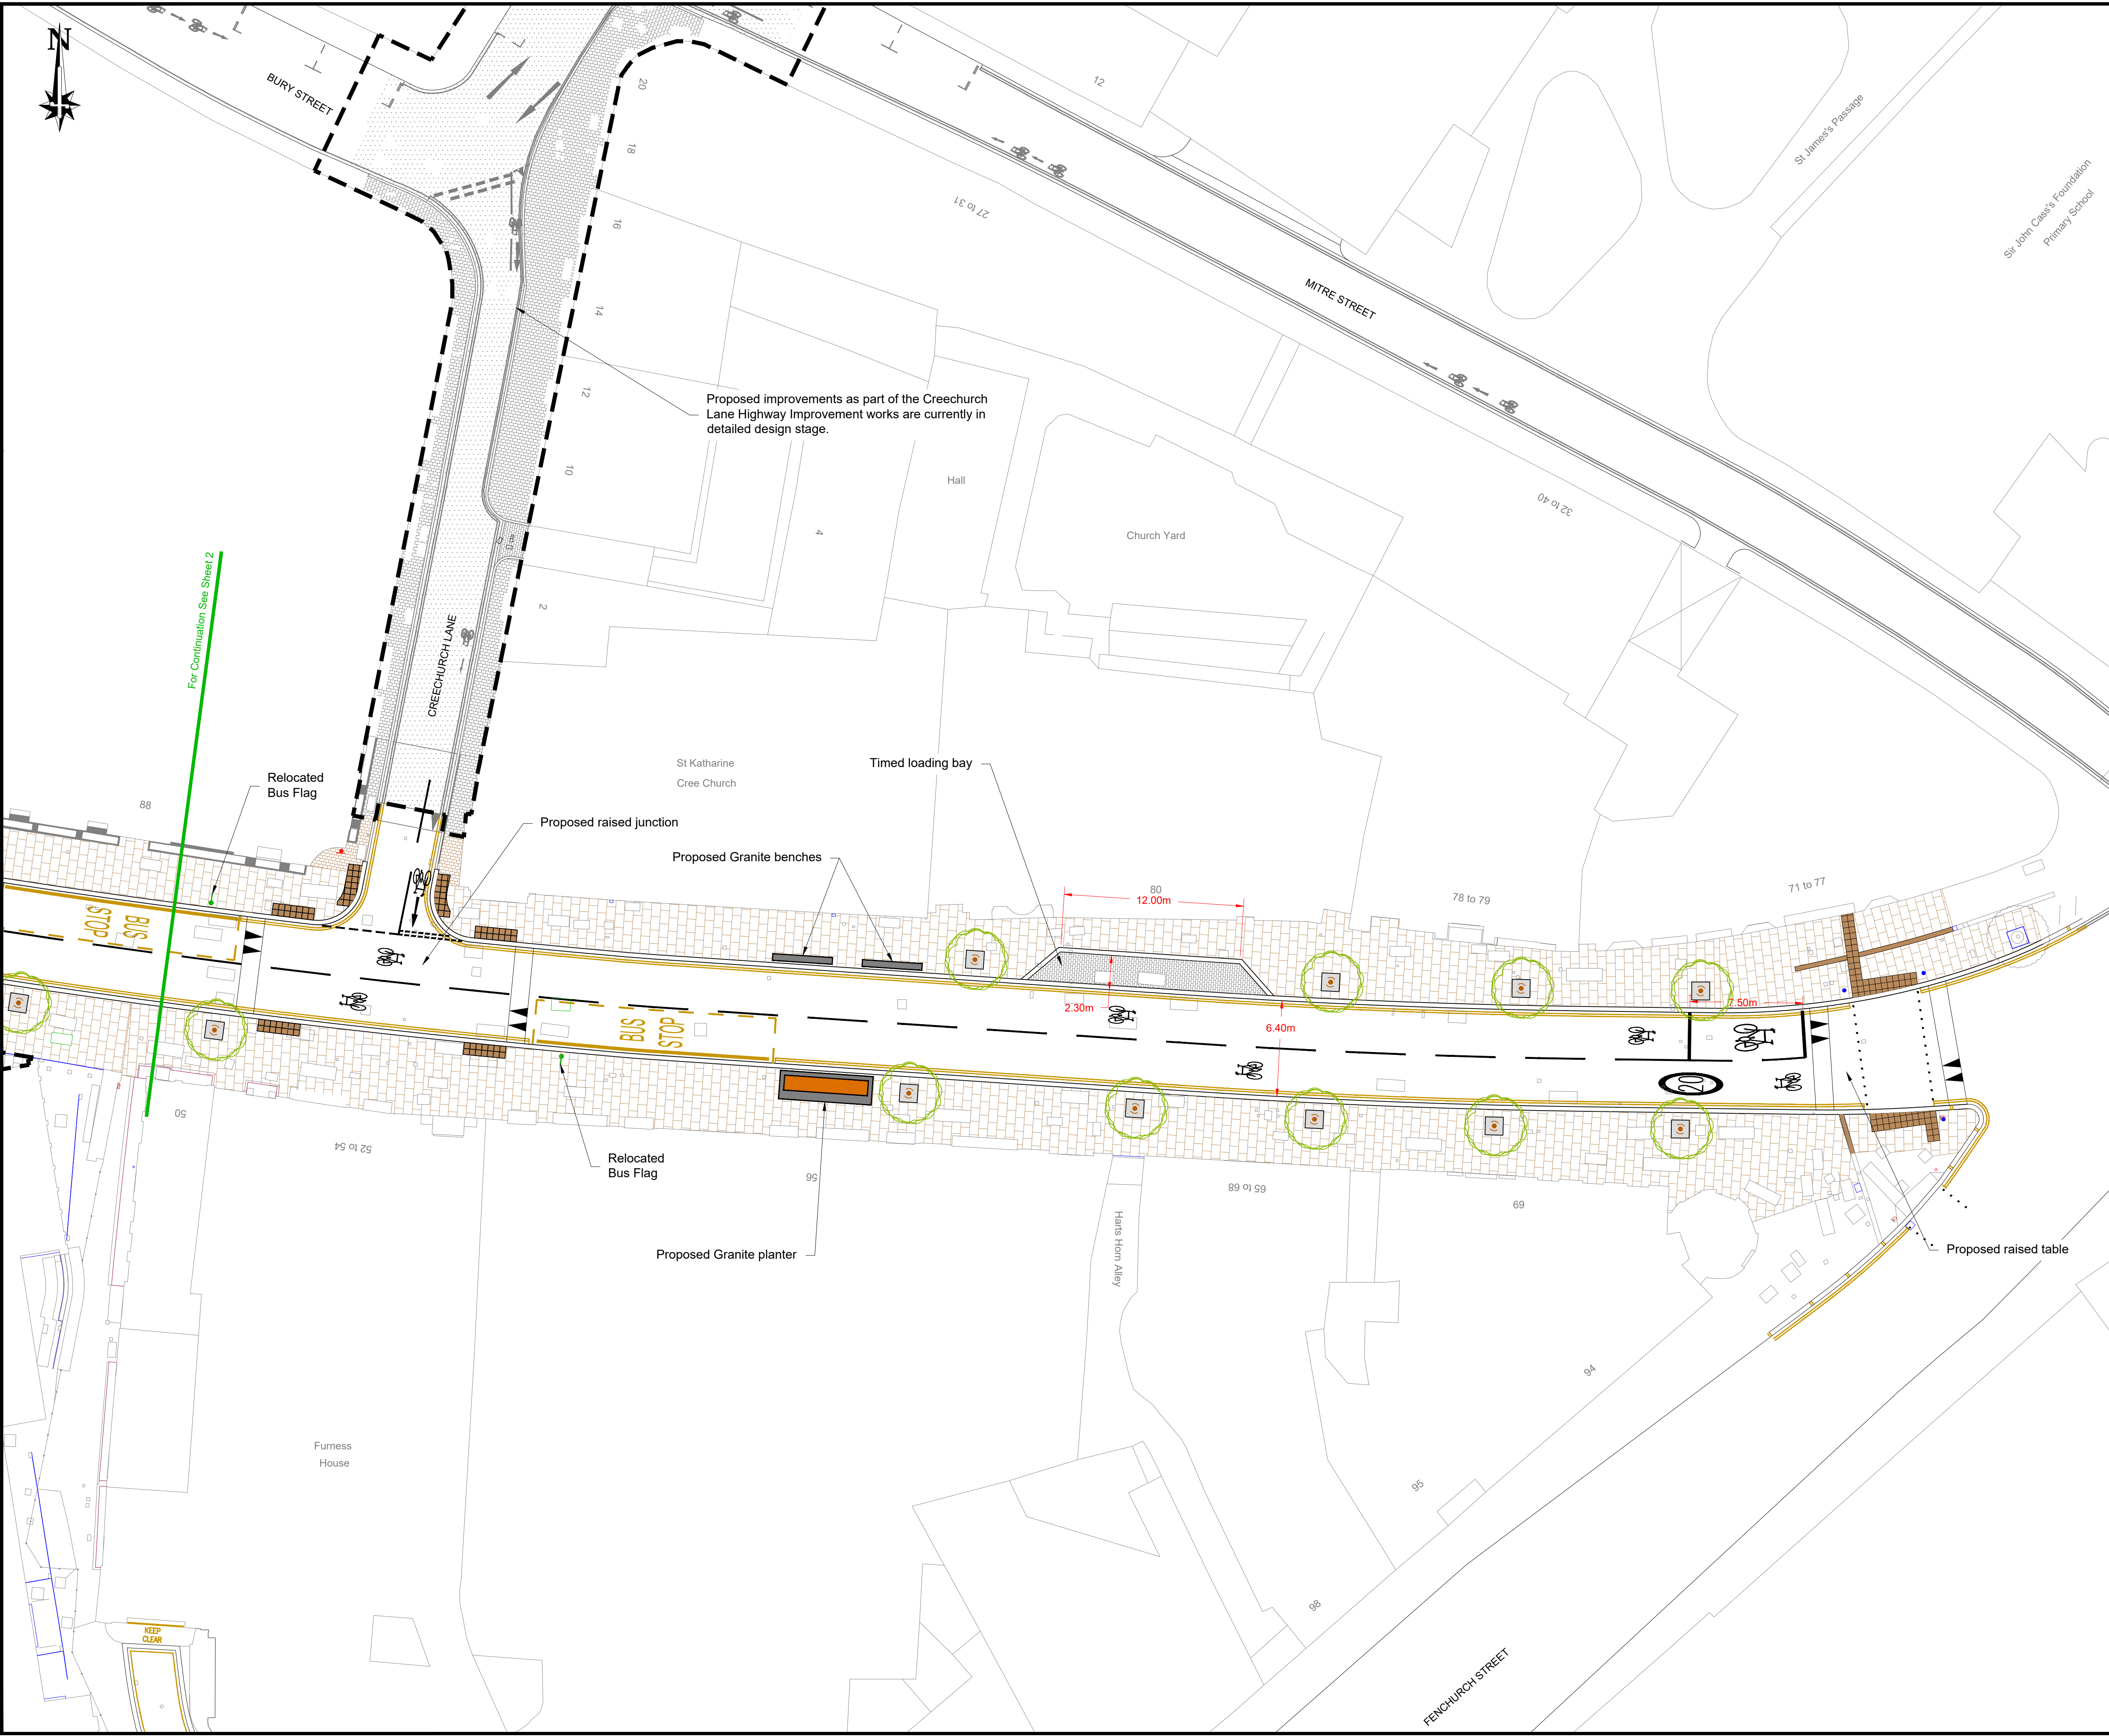 N
BURY STREET
20
18
16
14
12
10
4
2
12
27 to 31
MITRE STREET
St James's Passage
Sir John Cass's Foundation
Primary School
32 to 40
Proposed improvements as part of the Creechurch
Lane Highway Improvement works are currently in
detailed design stage.
Hall
Church Yard
For Continuation See Sheet 2
CREECHURCH LANE
St Katharine
Cree Church
Timed loading bay
Relocated
Bus Flag
88
Proposed raised junction
Proposed Granite benches
80
12.00m
78 to 79
71 to 77
BUS
STOP
2.30m
6.40m
7.50m
BUS
STOP
20
50
52 to 54
Relocated
Bus Flag
56
65 to 68
69
Harts Horn Alley
Proposed Granite planter
Proposed raised table
94
95
98
Furness
House
KEEP
CLEAR
FENCHURCH STREET